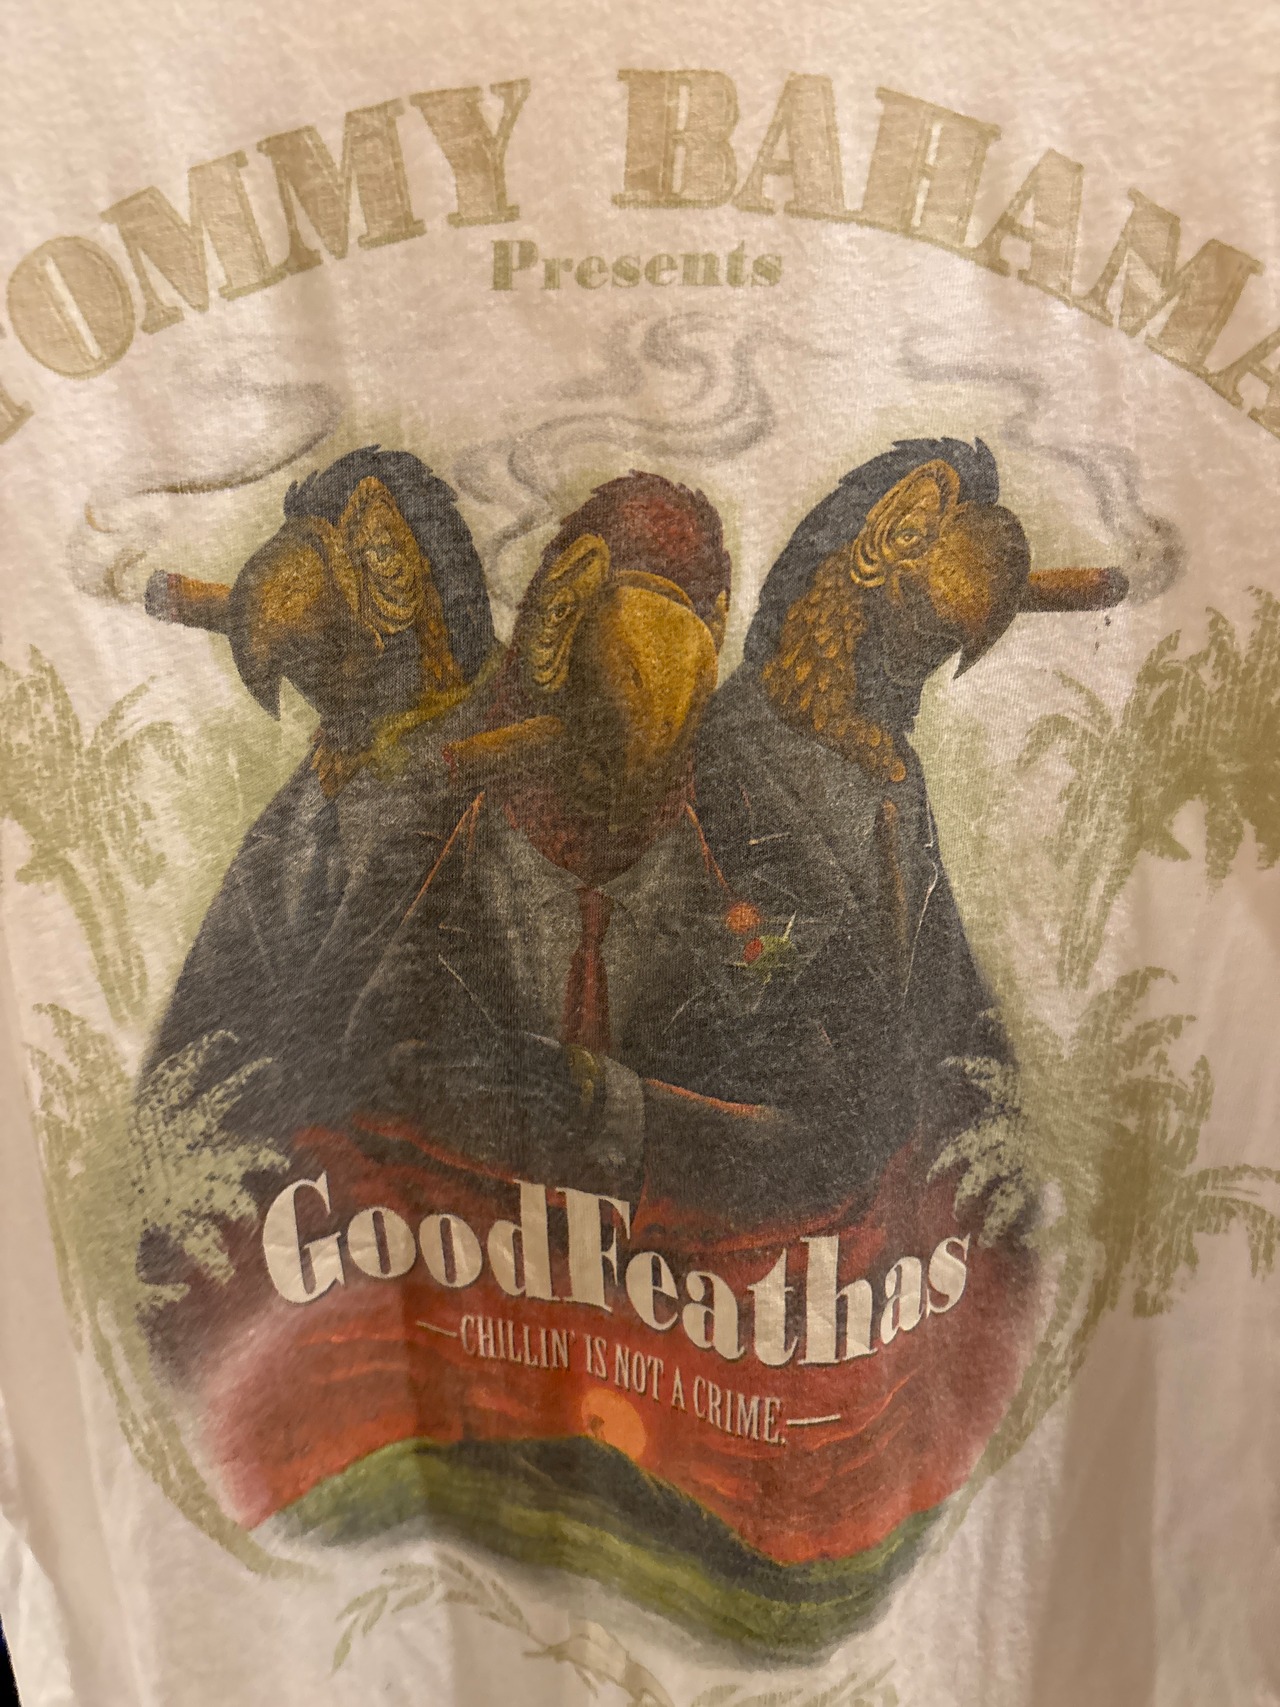 TOMMY BAHAMA
Presents
GoodFeathas
—CHILLIN' IS NOT A CRIME.—